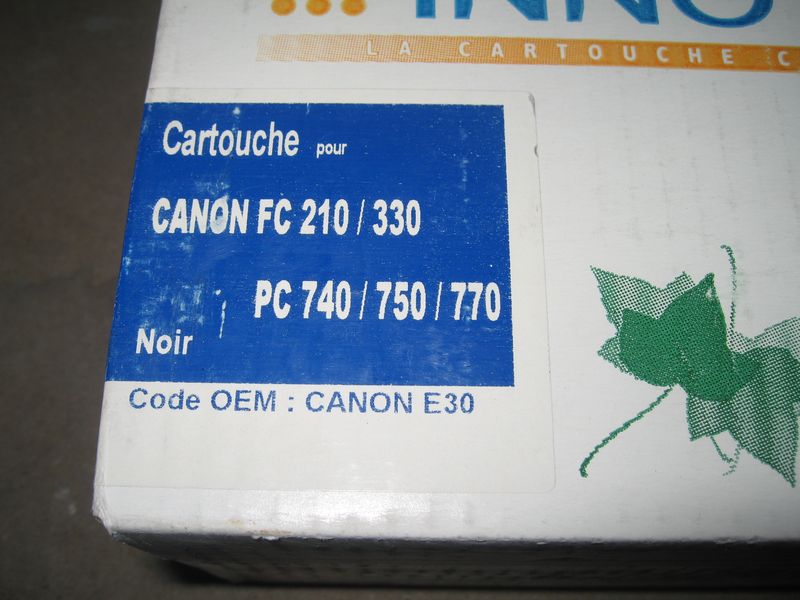 LA CARTOUCHE
Cartouche pour
CANON FC 210 / 330
PC 740 / 750 / 770
Noir
Code OEM : CANON E30